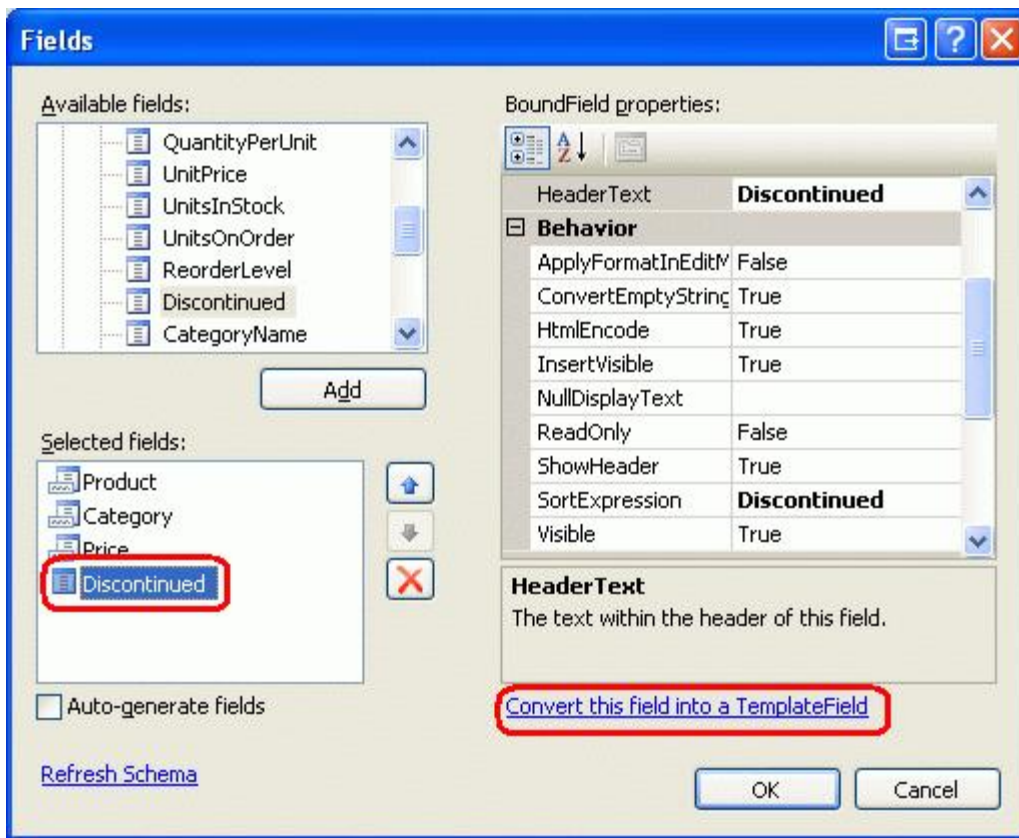 Fields
Available fields:
QuantityPerUnit
UnitPrice
UnitsInStock
UnitsOnOrder
ReorderLevel
Discontinued
CategoryName
Add
Selected fields:
Product
Category
Price
Discontinued
Auto-generate fields
Refresh Schema
BoundField properties:
HeaderText Discontinued
Behavior
ApplyFormatInEditM False
ConvertEmptyString True
HtmlEncode True
InsertVisible True
NullDisplayText
ReadOnly False
ShowHeader True
SortExpression Discontinued
Visible True
HeaderText
The text within the header of this field.
Convert this field into a TemplateField
OK Cancel